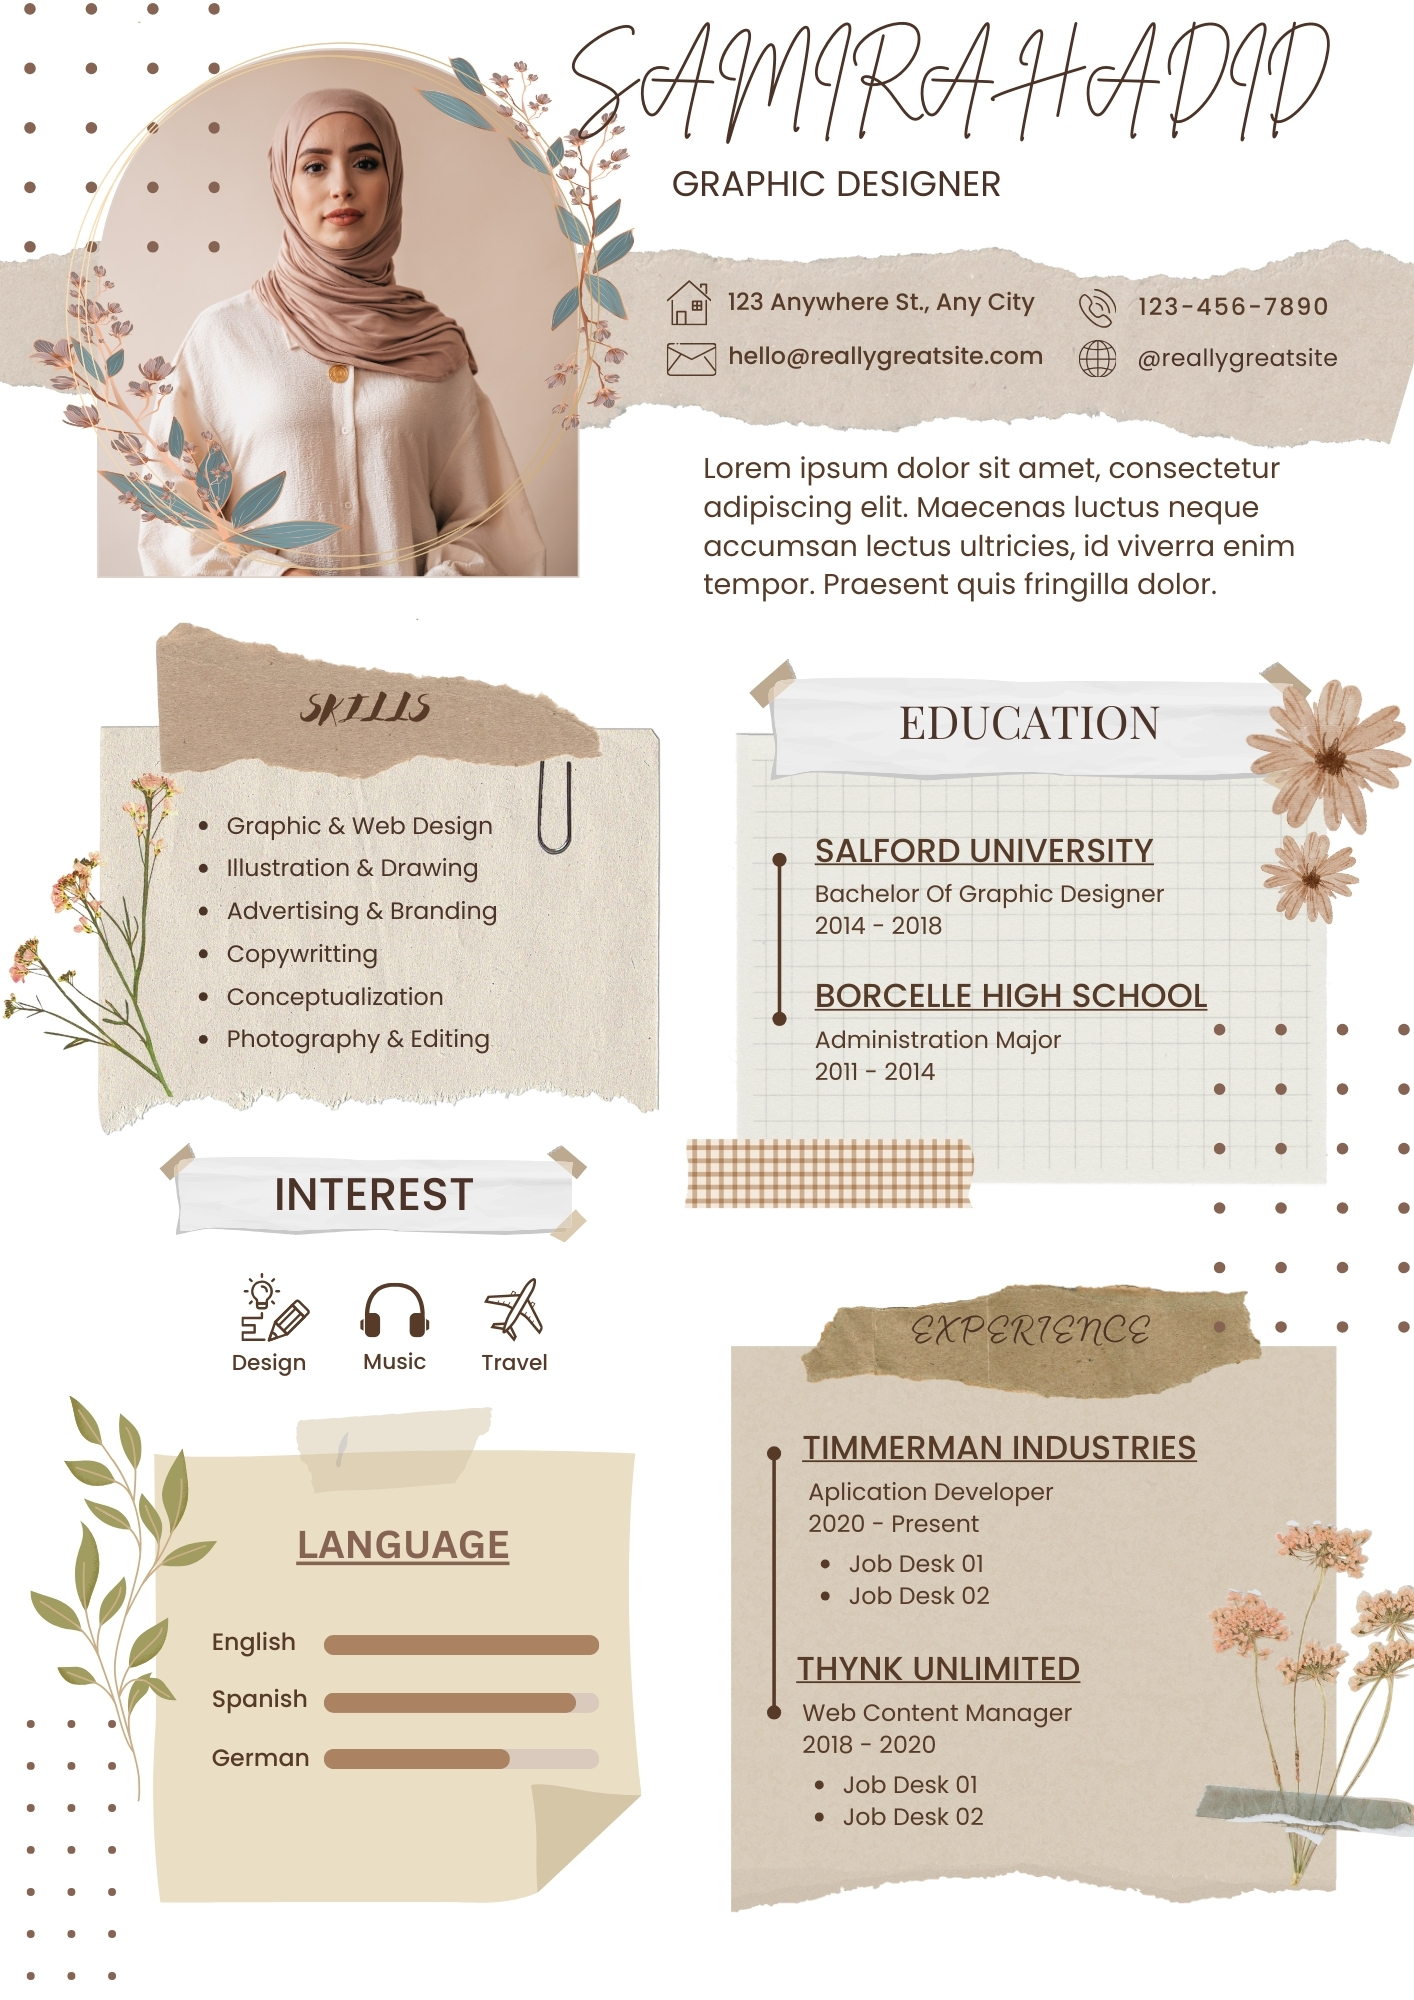 SAMIRA HADID
GRAPHIC DESIGNER
123 Anywhere St., Any City
123-456-7890
hello@reallygreatsite.com
@reallygreatsite
Lorem ipsum dolor sit amet, consectetur
adipiscing elit. Maecenas luctus neque
accumsan lectus ultricies, id viverra enim
tempor. Praesent quis fringilla dolor.
SKILLS
Graphic & Web Design
Illustration & Drawing
Advertising & Branding
Copywritting
Conceptualization
Photography & Editing
EDUCATION
SALFORD UNIVERSITY
Bachelor Of Graphic Designer
2014 - 2018
BORCELLE HIGH SCHOOL
Administration Major
2011 - 2014
INTEREST
Design
Music
Travel
LANGUAGE
English
Spanish
German
EXPERIENCE
TIMMERMAN INDUSTRIES
Aplication Developer
2020 - Present
Job Desk 01
Job Desk 02
THYNK UNLIMITED
Web Content Manager
2018 - 2020
Job Desk 01
Job Desk 02